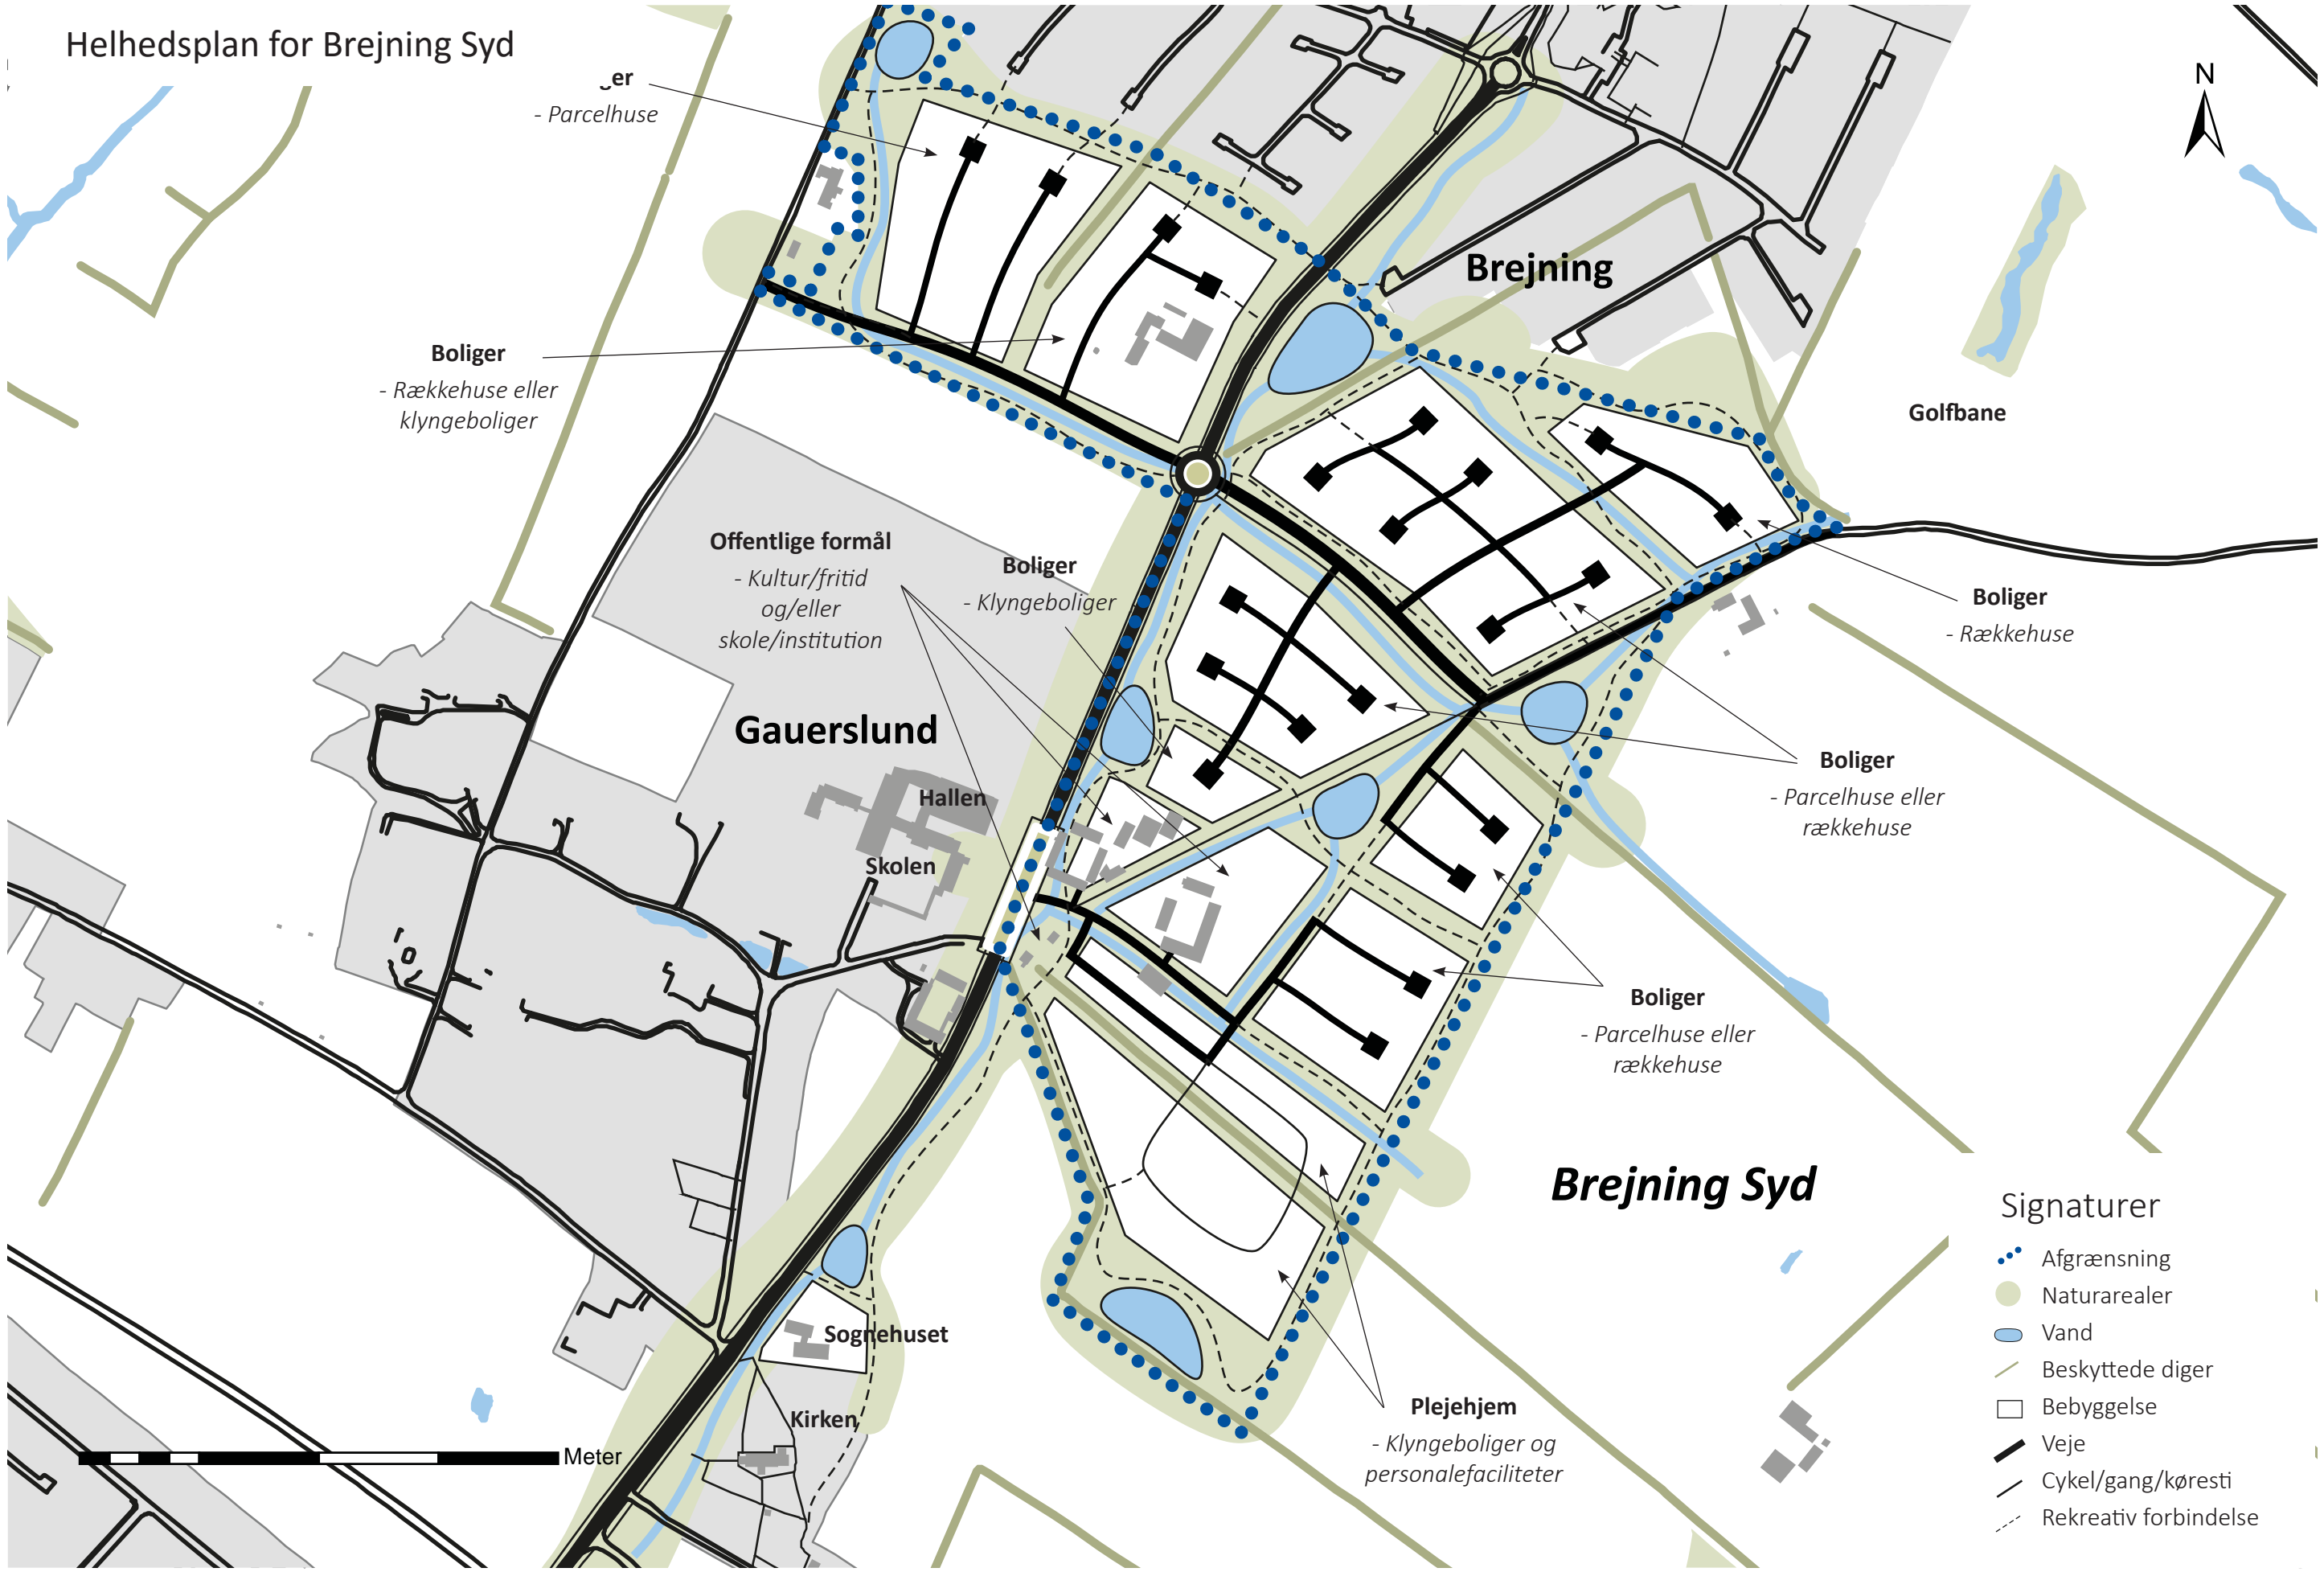 Helhedsplan for Brejning Syd
N
- Parcelhuse
Brejning
Boliger
- Rækkehuse eller
klyngeboliger
Golfbane
Offentlige formål
- Kultur/fritid
og/eller
skole/institution
Boliger
- Klyngeboliger
Boliger
- Rækkehuse
Gauerslund
Hallen
Skolen
Boliger
- Parcelhuse eller
rækkehuse
Boliger
- Parcelhuse eller
rækkehuse
Brejning Syd
Sognehuset
Kirken
Plejehjem
- Klyngeboliger og
personalefaciliteter
Meter
Signaturer
Afgrænsning
Naturarealer
Vand
Beskyttede diger
Bebyggelse
Veje
Cykel/gang/køresti
Rekreativ forbindelse